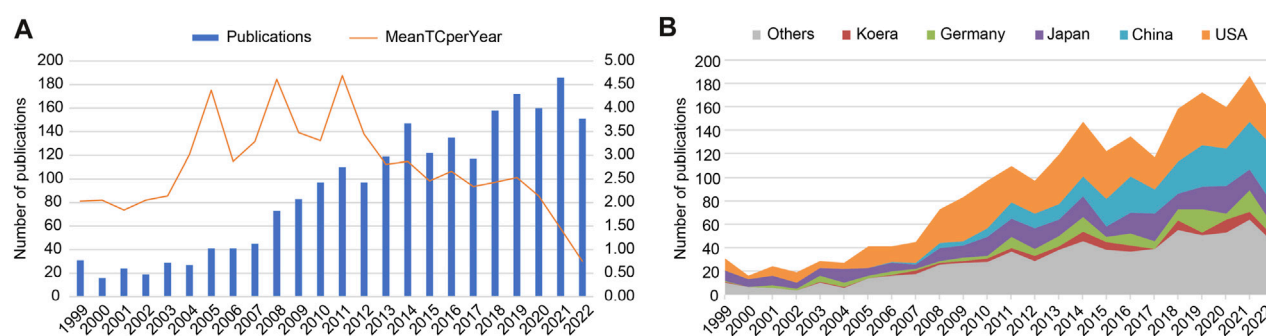 A
Publications MeanTCperYear
Number of publications
200 5.00
180 4.50
160 4.00
140 3.50
120 3.00
100 2.50
80 2.00
60 1.50
40 1.00
20 0.50
0 0.00
1999 2000 2001 2002 2003 2004 2005 2006 2007 2008 2009 2010 2011 2012 2013 2014 2015 2016 2017 2018 2019 2020 2021 2022
B
Others Koera Germany Japan China USA
Number of publications
200
180
160
140
120
100
80
60
40
20
0
1999 2000 2001 2002 2003 2004 2005 2006 2007 2008 2009 2010 2011 2012 2013 2014 2015 2016 2017 2018 2019 2020 2021 2022